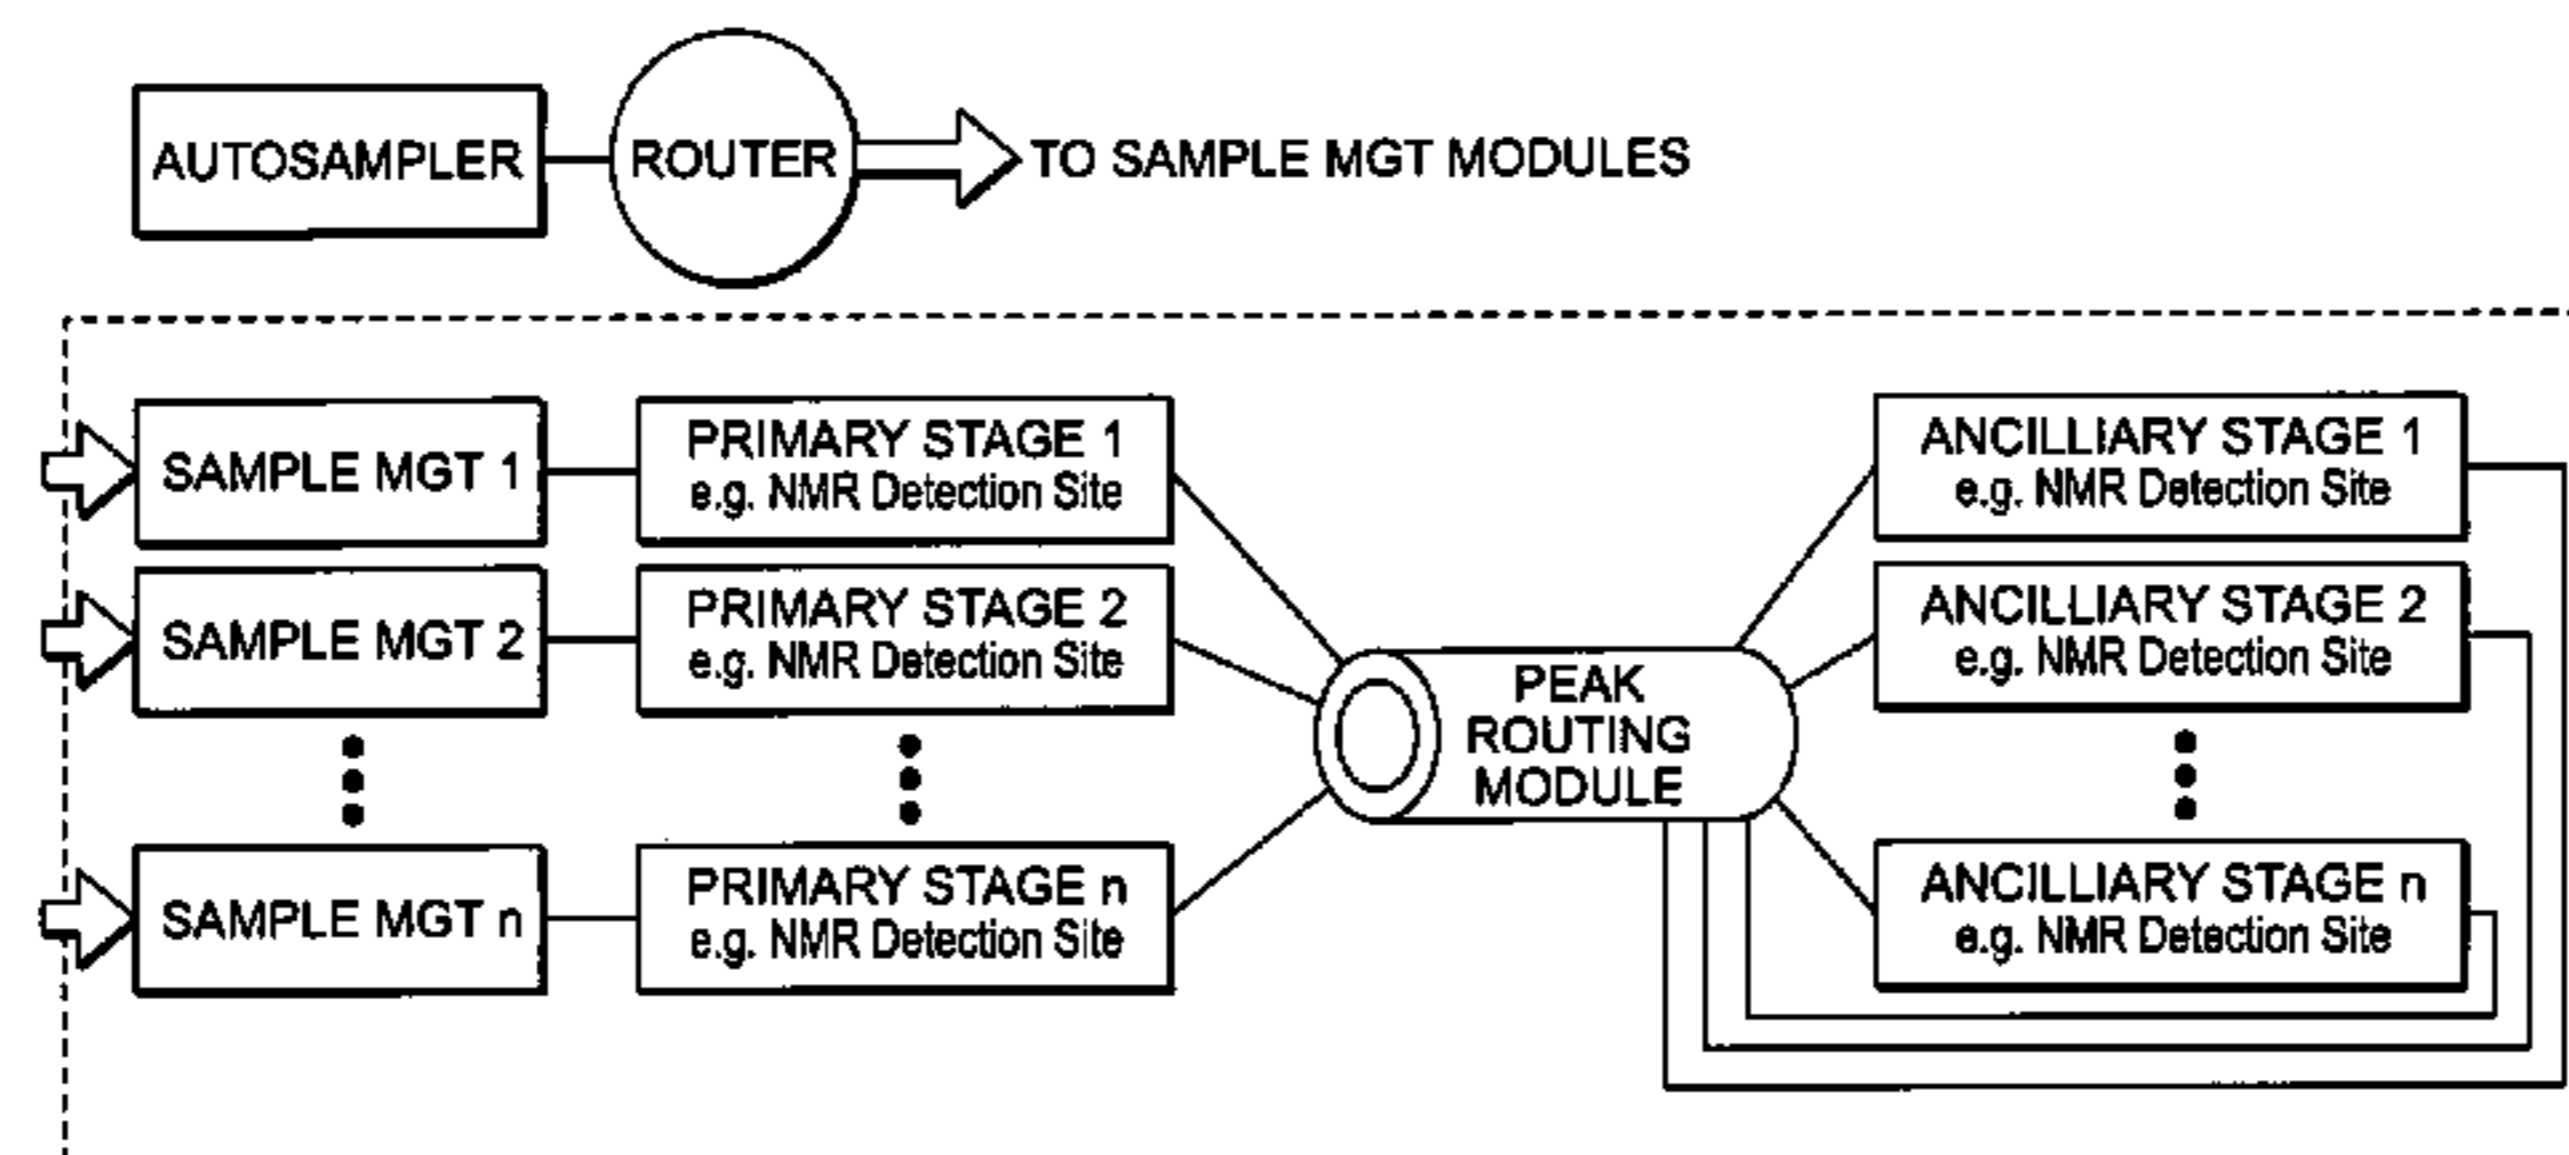 AUTOSAMPLER
ROUTER
TO SAMPLE MGT MODULES
SAMPLE MGT 1
PRIMARY STAGE 1
e.g. NMR Detection Site
ANCILLIARY STAGE 1
e.g. NMR Detection Site
SAMPLE MGT 2
PRIMARY STAGE 2
e.g. NMR Detection Site
ANCILLIARY STAGE 2
e.g. NMR Detection Site
PEAK
ROUTING
MODULE
SAMPLE MGT n
PRIMARY STAGE n
e.g. NMR Detection Site
ANCILLIARY STAGE n
e.g. NMR Detection Site